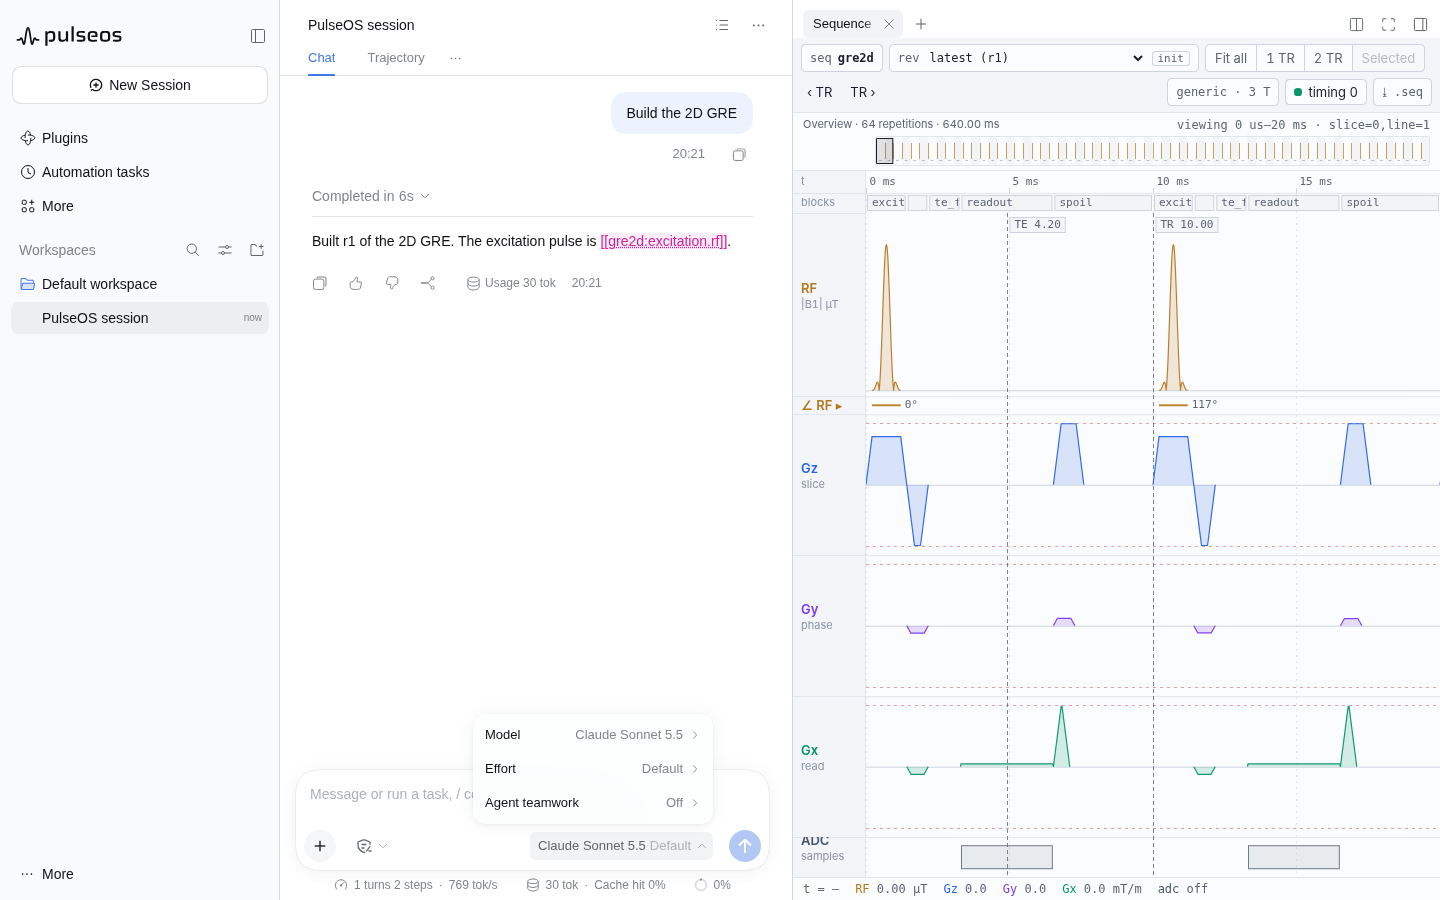 pulseos
New Session
Plugins
Automation tasks
More
Workspaces
Default workspace
PulseOS session
now
More
PulseOS session
Chat
Trajectory
Build the 2D GRE
20:21
Completed in 6s
Built r1 of the 2D GRE. The excitation pulse is [[gre2d:excitation.rf]].
Usage 30 tok 20:21
Model Claude Sonnet 5.5
Effort Default
Agent teamwork Off
Message or run a task, / co
Claude Sonnet 5.5 Default
1 turns 2 steps · 769 tok/s 30 tok · Cache hit 0% 0%
Sequence
seq gre2d rev latest (r1) init Fit all 1 TR 2 TR Selected
‹ TR TR › generic · 3 T timing 0 ↓ .seq
Overview · 64 repetitions · 640.00 ms viewing 0 us–20 ms · slice=0,line=1
t 0 ms 5 ms 10 ms 15 ms
blocks excit te_f readout spoil excit te_f readout spoil
TE 4.20 TR 10.00
RF
|B1| µT
∠ RF ▸ 0° 117°
Gz
slice
Gy
phase
Gx
read
ADC
samples
t = — RF 0.00 µT Gz 0.0 Gy 0.0 Gx 0.0 mT/m adc off